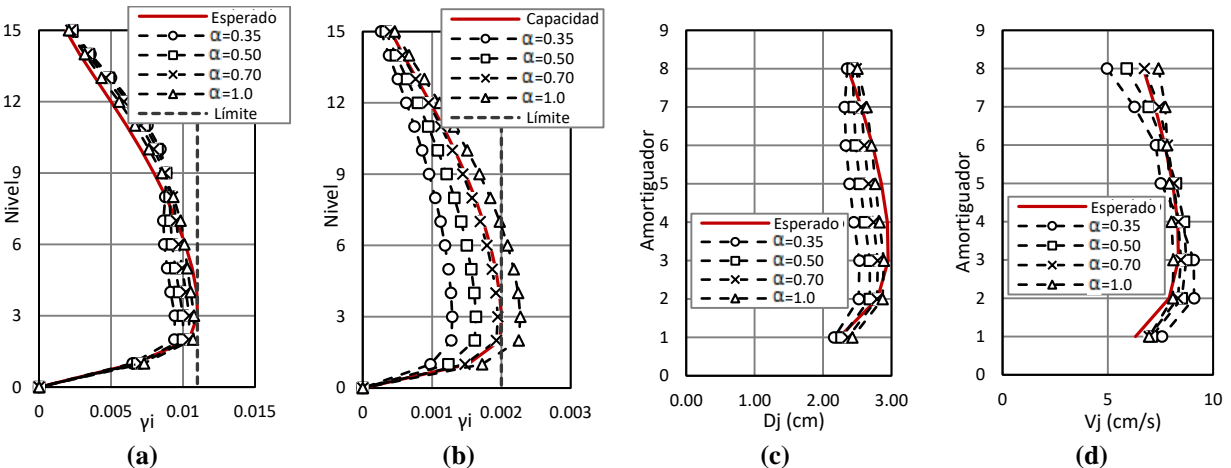 15
12
9
6
3
0
Nivel
Esperado
α=0.35
α=0.50
α=0.70
α=1.0
Límite
0
0.005
0.01
0.015
γi
(a)
15
12
9
6
3
0
Nivel
Capacidad
α=0.35
α=0.50
α=0.70
α=1.0
Límite
0
0.001
0.002
0.003
γi
(b)
9
8
7
6
5
4
3
2
1
0
Amortiguador
Esperado
α=0.35
α=0.50
α=0.70
α=1.0
0.00
1.00
2.00
3.00
Dj (cm)
(c)
9
8
7
6
5
4
3
2
1
0
Amortiguador
Esperado
α=0.35
α=0.50
α=0.70
α=1.0
0
5
10
Vj (cm/s)
(d)